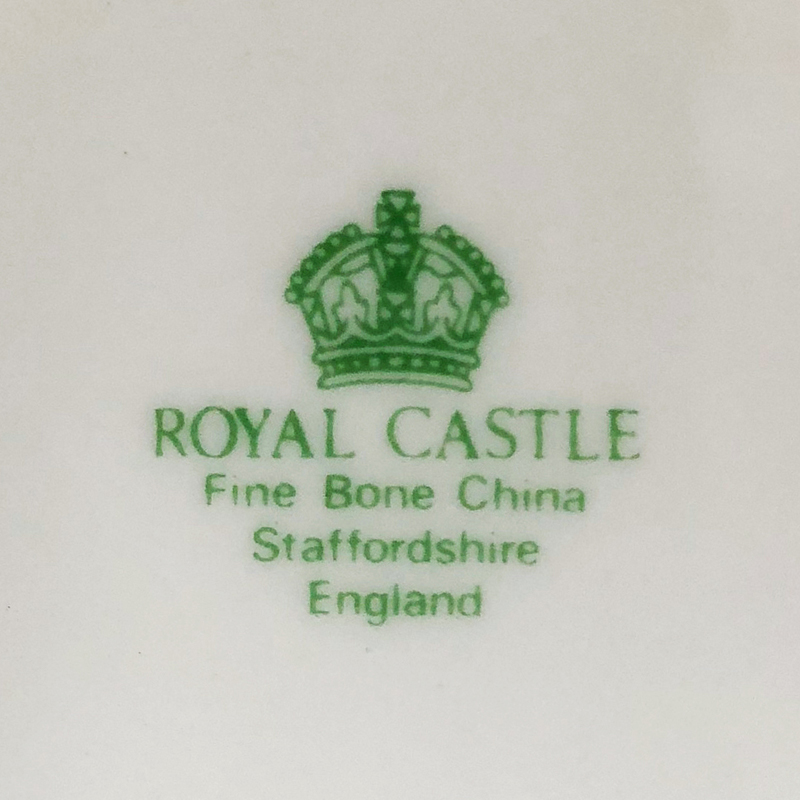 ROYAL CASTLE
Fine Bone China
Staffordshire
England